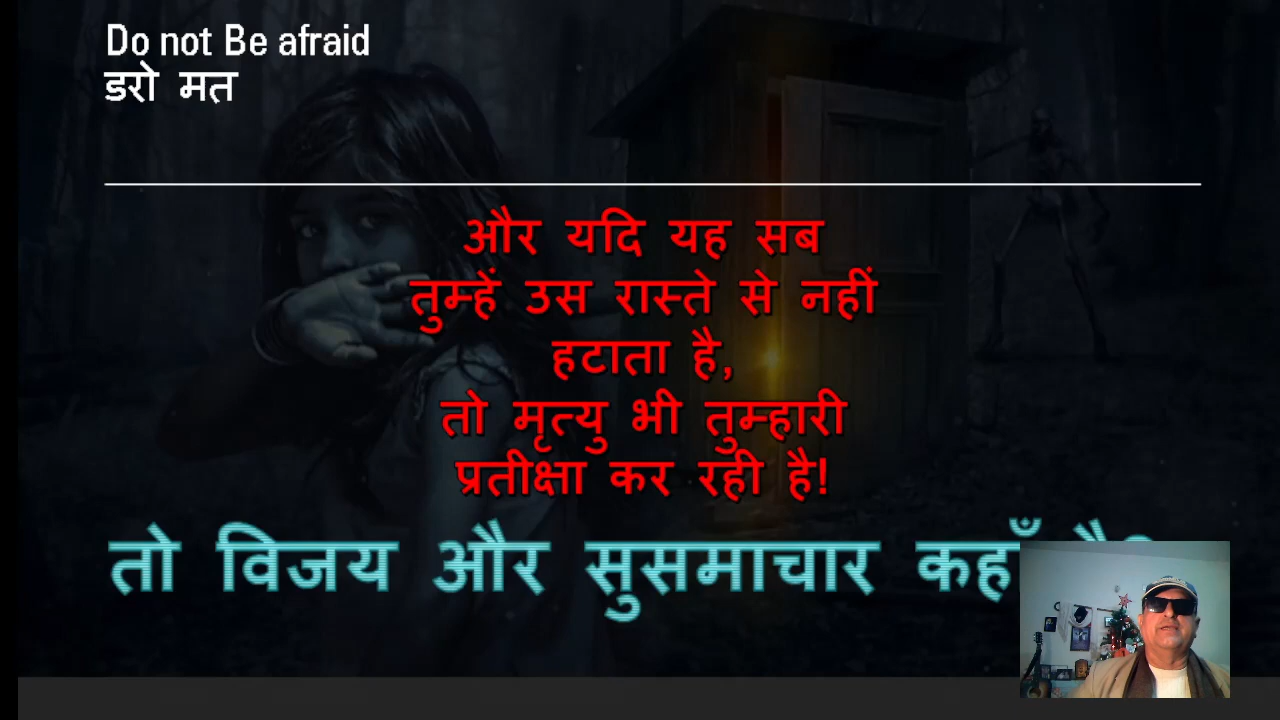 Do not Be afraid
डरो मत
और यदि यह सब
तुम्हें उस रास्ते से नहीं
हटाता है,
तो मृत्यु भी तुम्हारी
प्रतीक्षा कर रही है!
तो विजय और सुसमाचार कहाँ